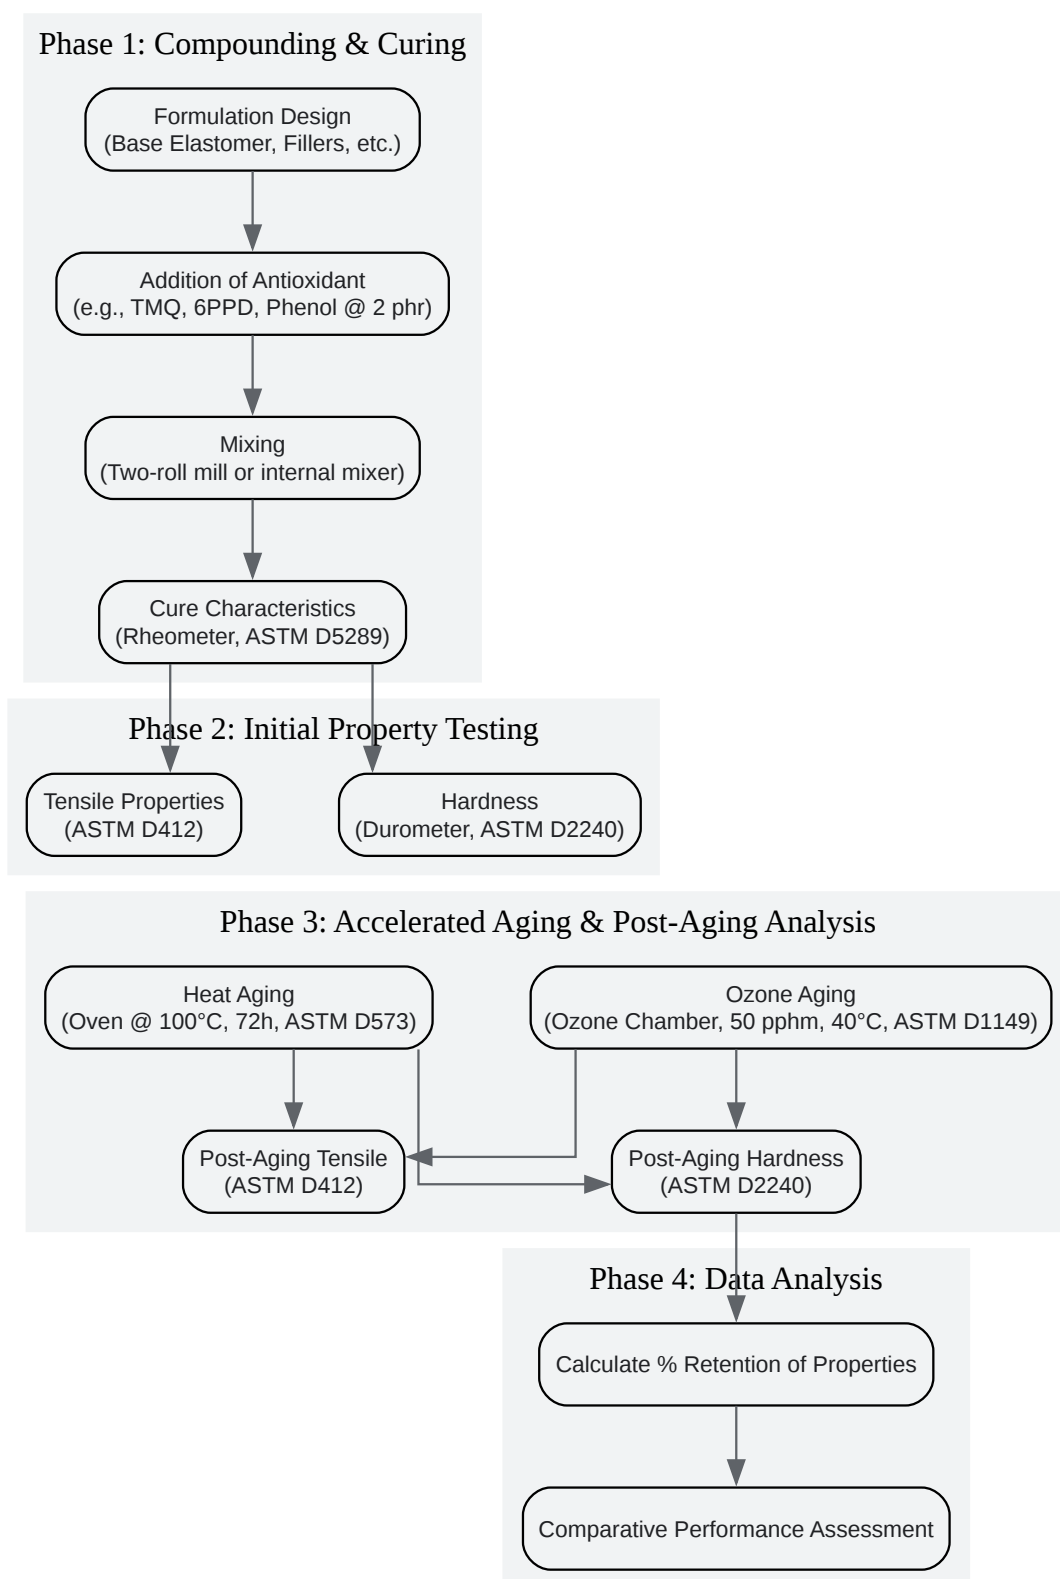 Phase 1: Compounding & Curing
Formulation Design
(Base Elastomer, Fillers, etc.)
Addition of Antioxidant
(e.g., TMQ, 6PPD, Phenol @ 2 phr)
Mixing
(Two-roll mill or internal mixer)
Cure Characteristics
(Rheometer, ASTM D5289)
Phase 2: Initial Property Testing
Tensile Properties
(ASTM D412)
Hardness
(Durometer, ASTM D2240)
Phase 3: Accelerated Aging & Post-Aging Analysis
Heat Aging
(Oven @ 100°C, 72h, ASTM D573)
Ozone Aging
(Ozone Chamber, 50 pphm, 40°C, ASTM D1149)
Post-Aging Tensile
(ASTM D412)
Post-Aging Hardness
(ASTM D2240)
Phase 4: Data Analysis
Calculate % Retention of Properties
Comparative Performance Assessment